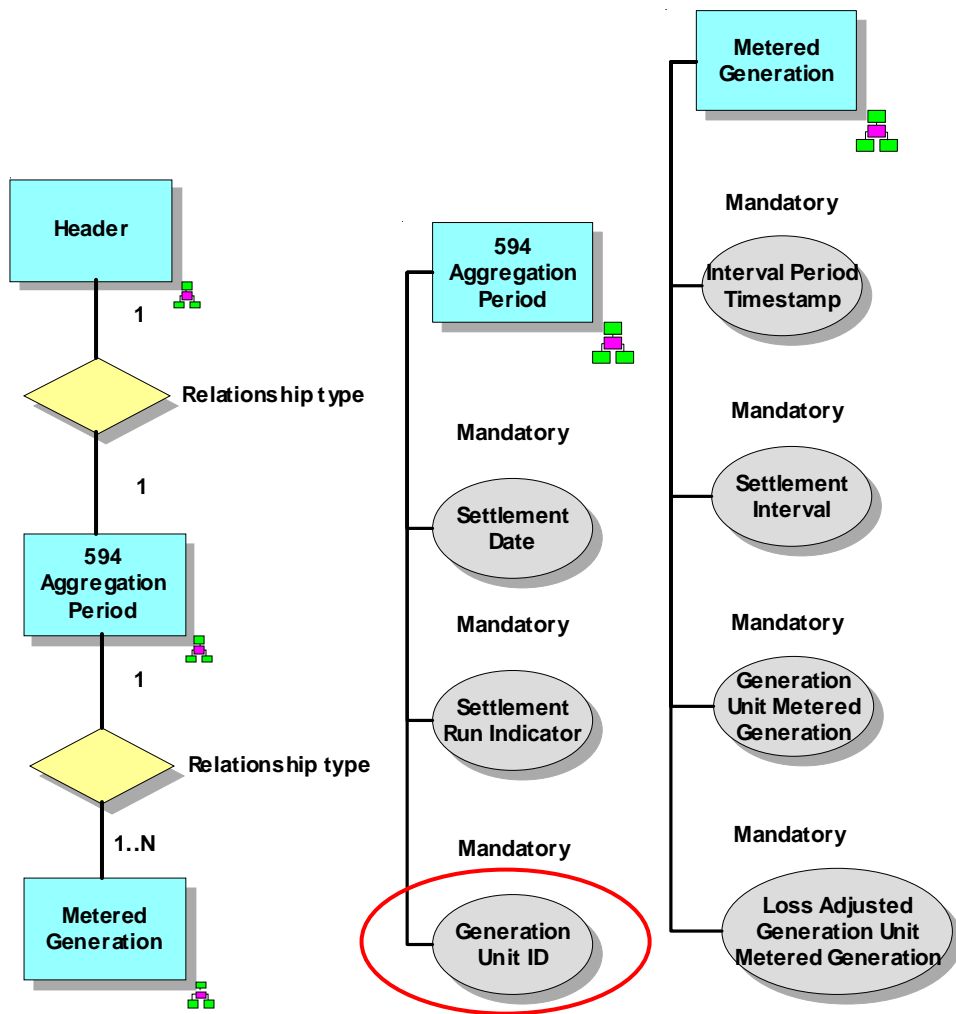 Header
1
Relationship type
1
594
Aggregation
Period
1
Relationship type
1..N
Metered
Generation
594
Aggregation
Period
Mandatory
Settlement
Date
Mandatory
Settlement
Run Indicator
Mandatory
Generation
Unit ID
Metered
Generation
Mandatory
Interval Period
Timestamp
Mandatory
Settlement
Interval
Mandatory
Generation
Unit Metered
Generation
Mandatory
Loss Adjusted
Generation Unit
Metered Generation